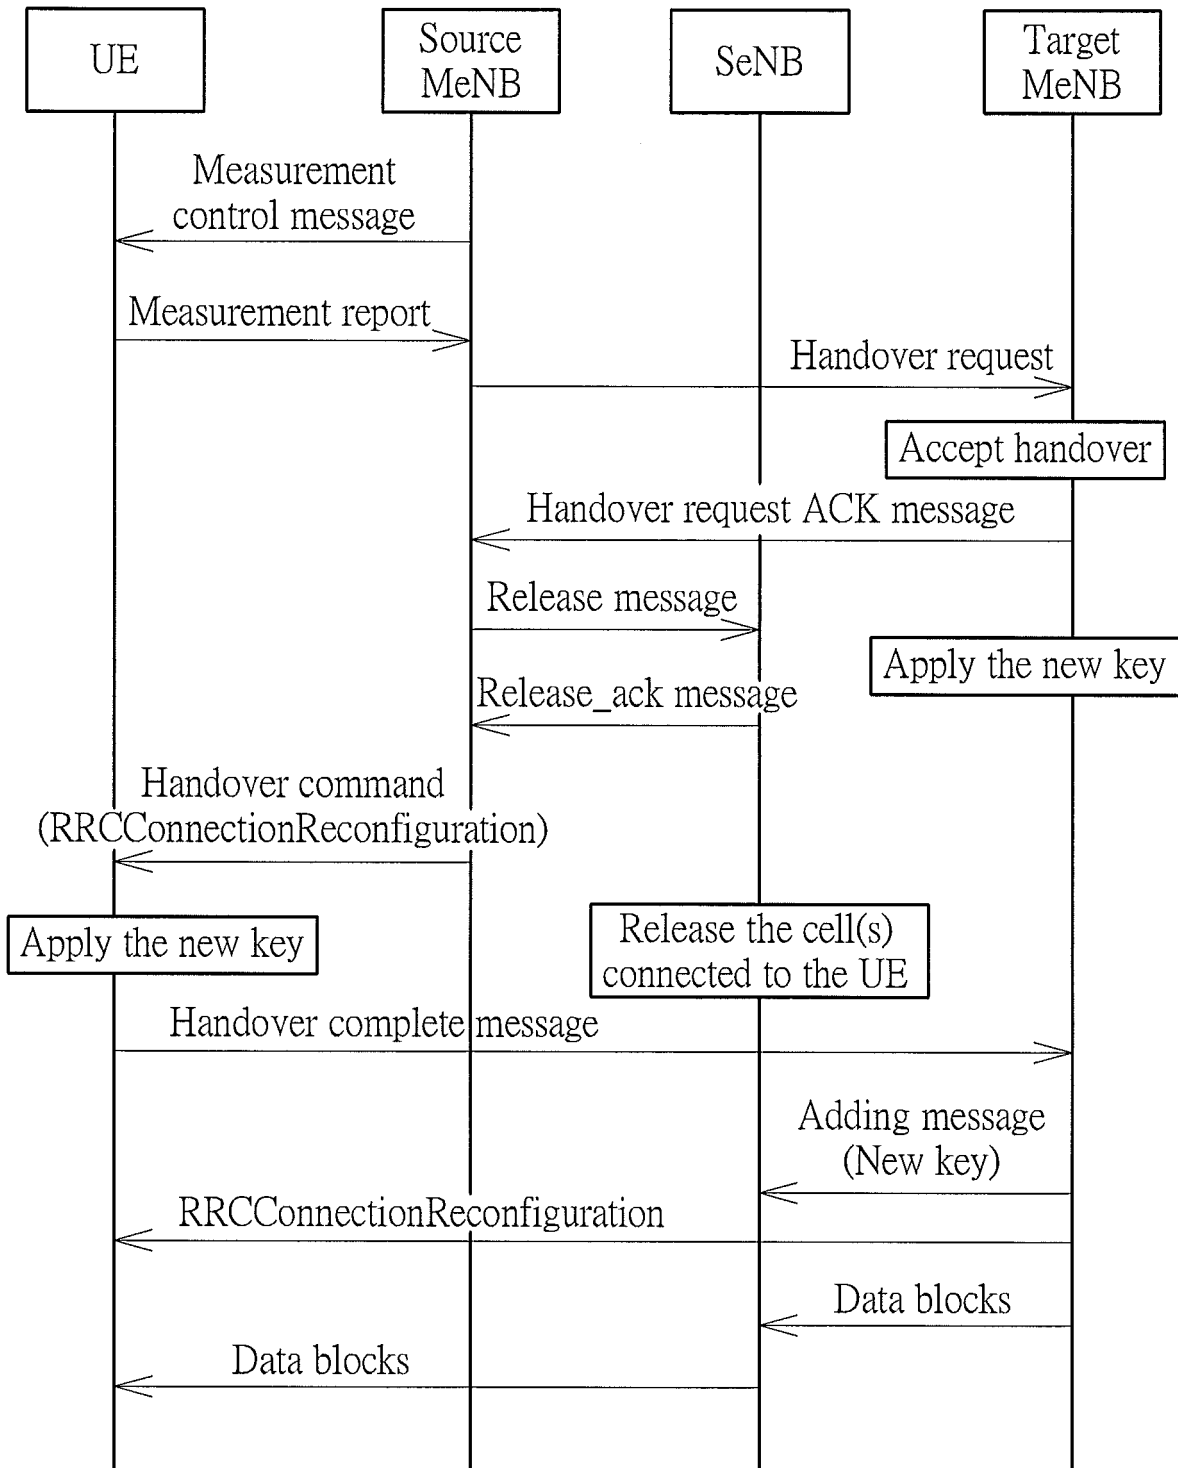 UE
Source
MeNB
SeNB
Target
MeNB
Measurement
control message
Measurement report
Handover request
Accept handover
Handover request ACK message
Release message
Apply the new key
Release_ack message
Handover command
(RRCConnectionReconfiguration)
Apply the new key
Release the cell(s)
connected to the UE
Handover complete message
Adding message
(New key)
RRCConnectionReconfiguration
Data blocks
Data blocks